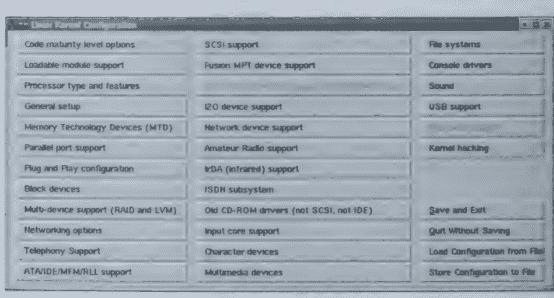 Linux Kernel Configuration
Code maturity level options
Loadable module support
Processor type and features
General setup
Memory Technology Devices (MTD)
Parallel port support
Plug and Play configuration
Block devices
Multi-device support (RAID and LVM)
Networking options
Telephony Support
ATA/IDE/MFM/RLL support
SCSI support
Fusion MPT device support
I2O device support
Network device support
Amateur Radio support
IrDA (infrared) support
ISDN subsystem
Old CD-ROM drivers (not SCSI, not IDE)
Input core support
Character devices
Multimedia devices
File systems
Console drivers
Sound
USB support
Kernel hacking
Save and Exit
Quit Without Saving
Load Configuration from File
Store Configuration to File